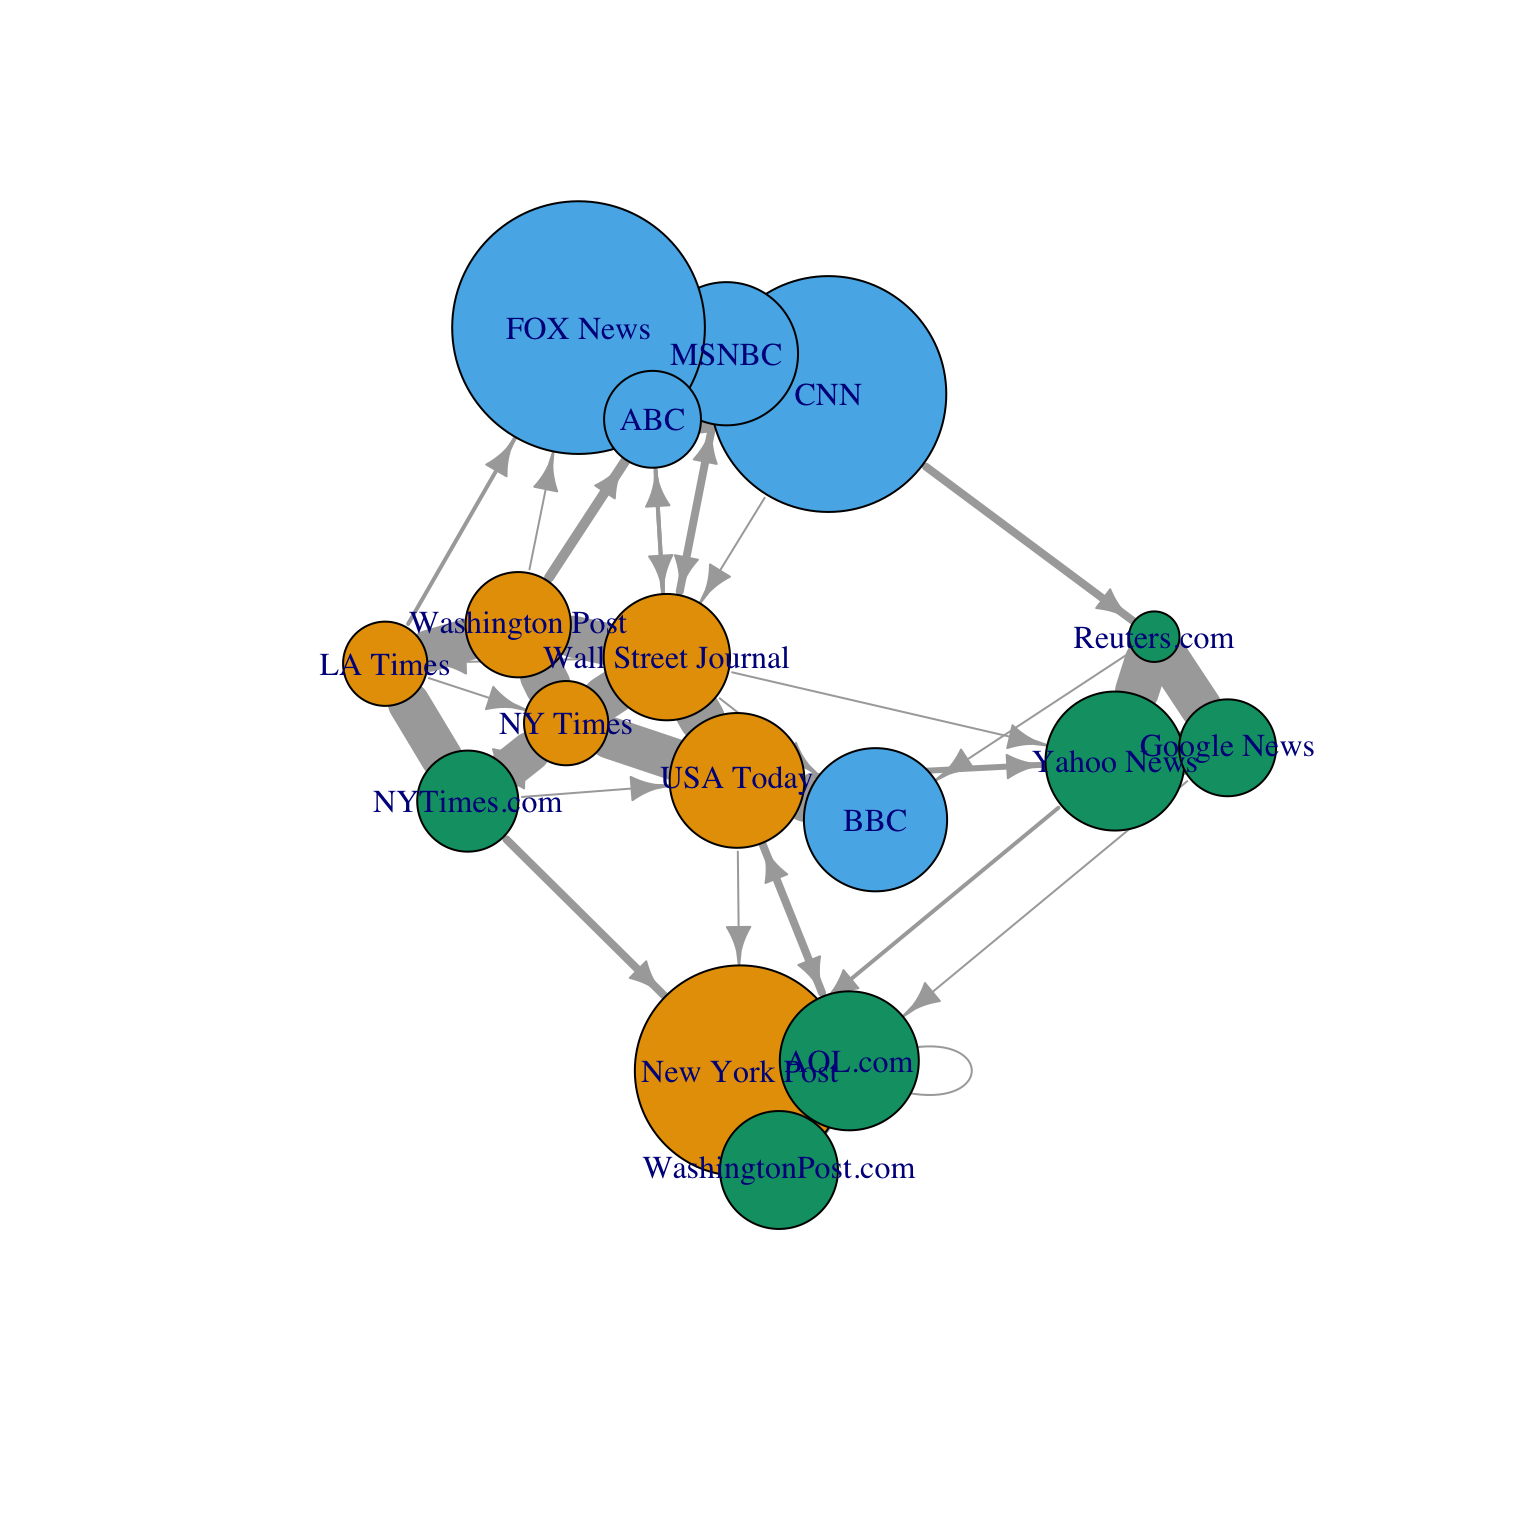 FOX News
MSNBC
CNN
ABC
Washington Post
Reuters.com
Wall Street Journal
LA Times
NY Times
Google News
Yahoo News
USA Today
NYTimes.com
BBC
AOL.com
New York Post
WashingtonPost.com